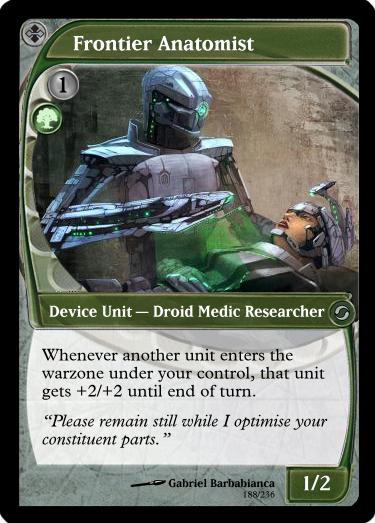 Frontier Anatomist
1
Device Unit — Droid Medic Researcher
Whenever another unit enters the
warzone under your control, that unit
gets +2/+2 until end of turn.
“Please remain still while I optimise your
constituent parts.”
Gabriel Barbabianca
188/236
1/2